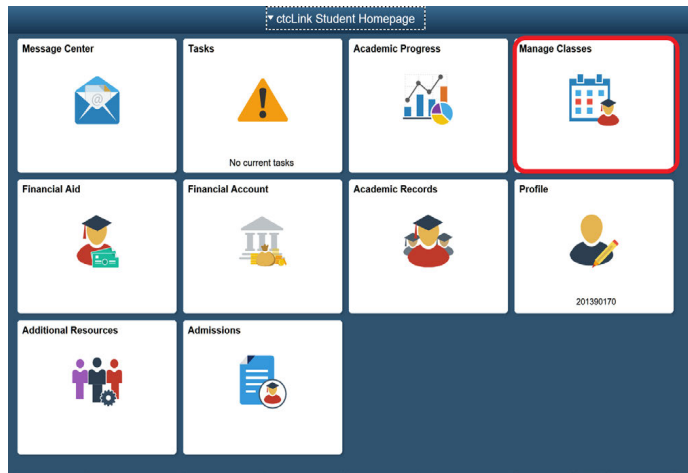 ctcLink Student Homepage
Message Center
Tasks
Academic Progress
Manage Classes
@
No current tasks
Financial Aid
Financial Account
Academic Records
Profile
201390170
Additional Resources
Admissions